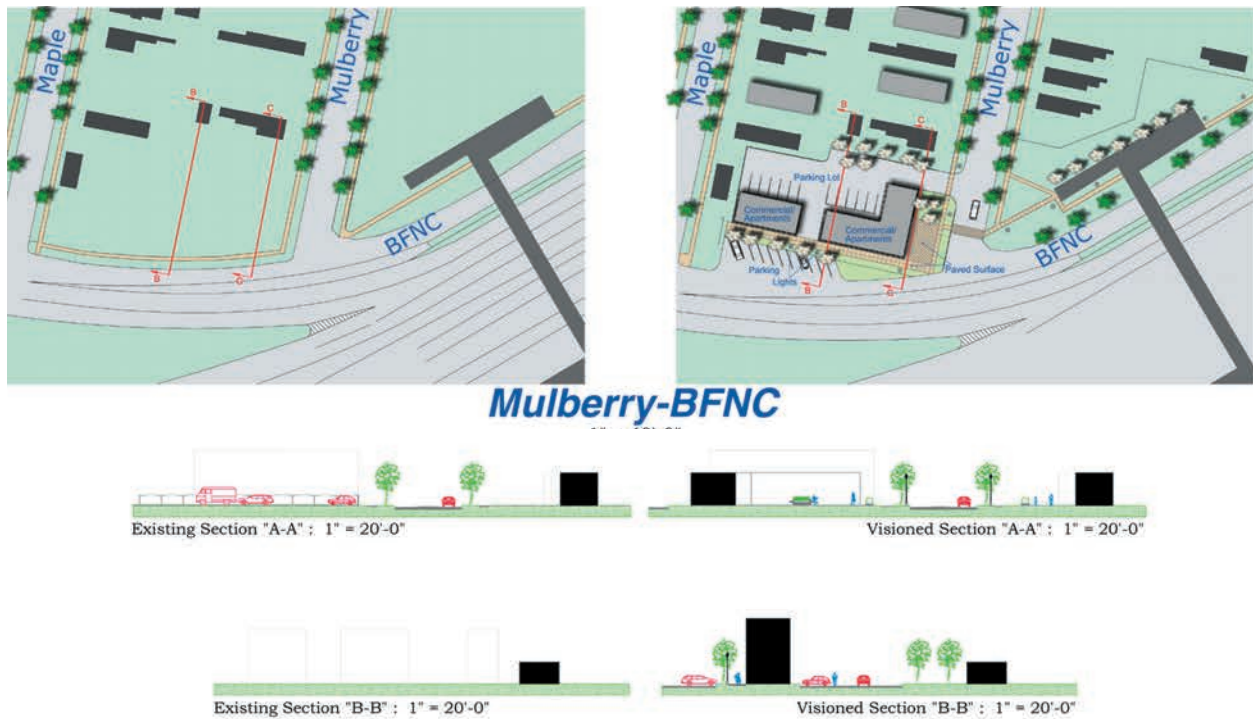 Maple
Mulberry
B
C
BFNC
B
C
Maple
Mulberry
B
C
Parking Lot
Commercial/
Apartments
Commercial/
Apartments
BFNC
Parking
Lights
Paved Surface
B
C
Mulberry-BFNC
Existing Section "A-A" : 1" = 20'-0"
Visioned Section "A-A" : 1" = 20'-0"
Existing Section "B-B" : 1" = 20'-0"
Visioned Section "B-B" : 1" = 20'-0"